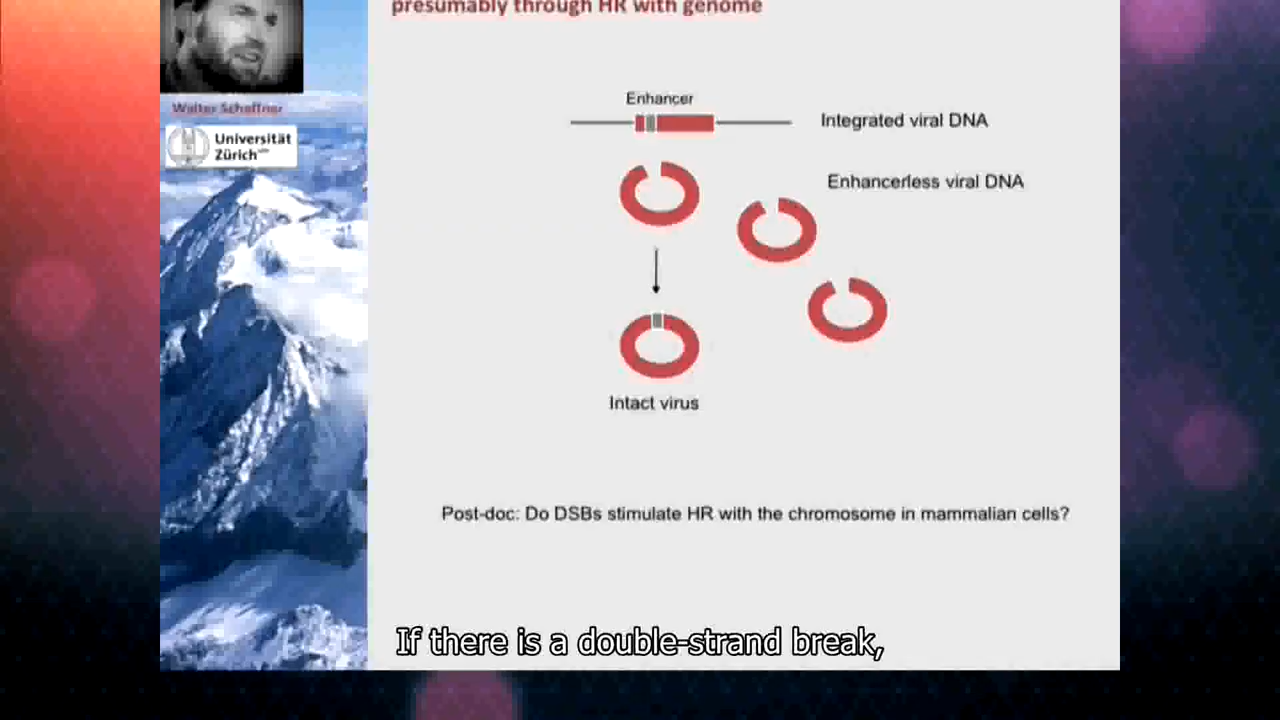 presumably through HR with genome
Walter Schaffner
Universität
Zürich
Enhancer
Integrated viral DNA
Enhancerless viral DNA
Intact virus
Post-doc: Do DSBs stimulate HR with the chromosome in mammalian cells?
If there is a double-strand break,